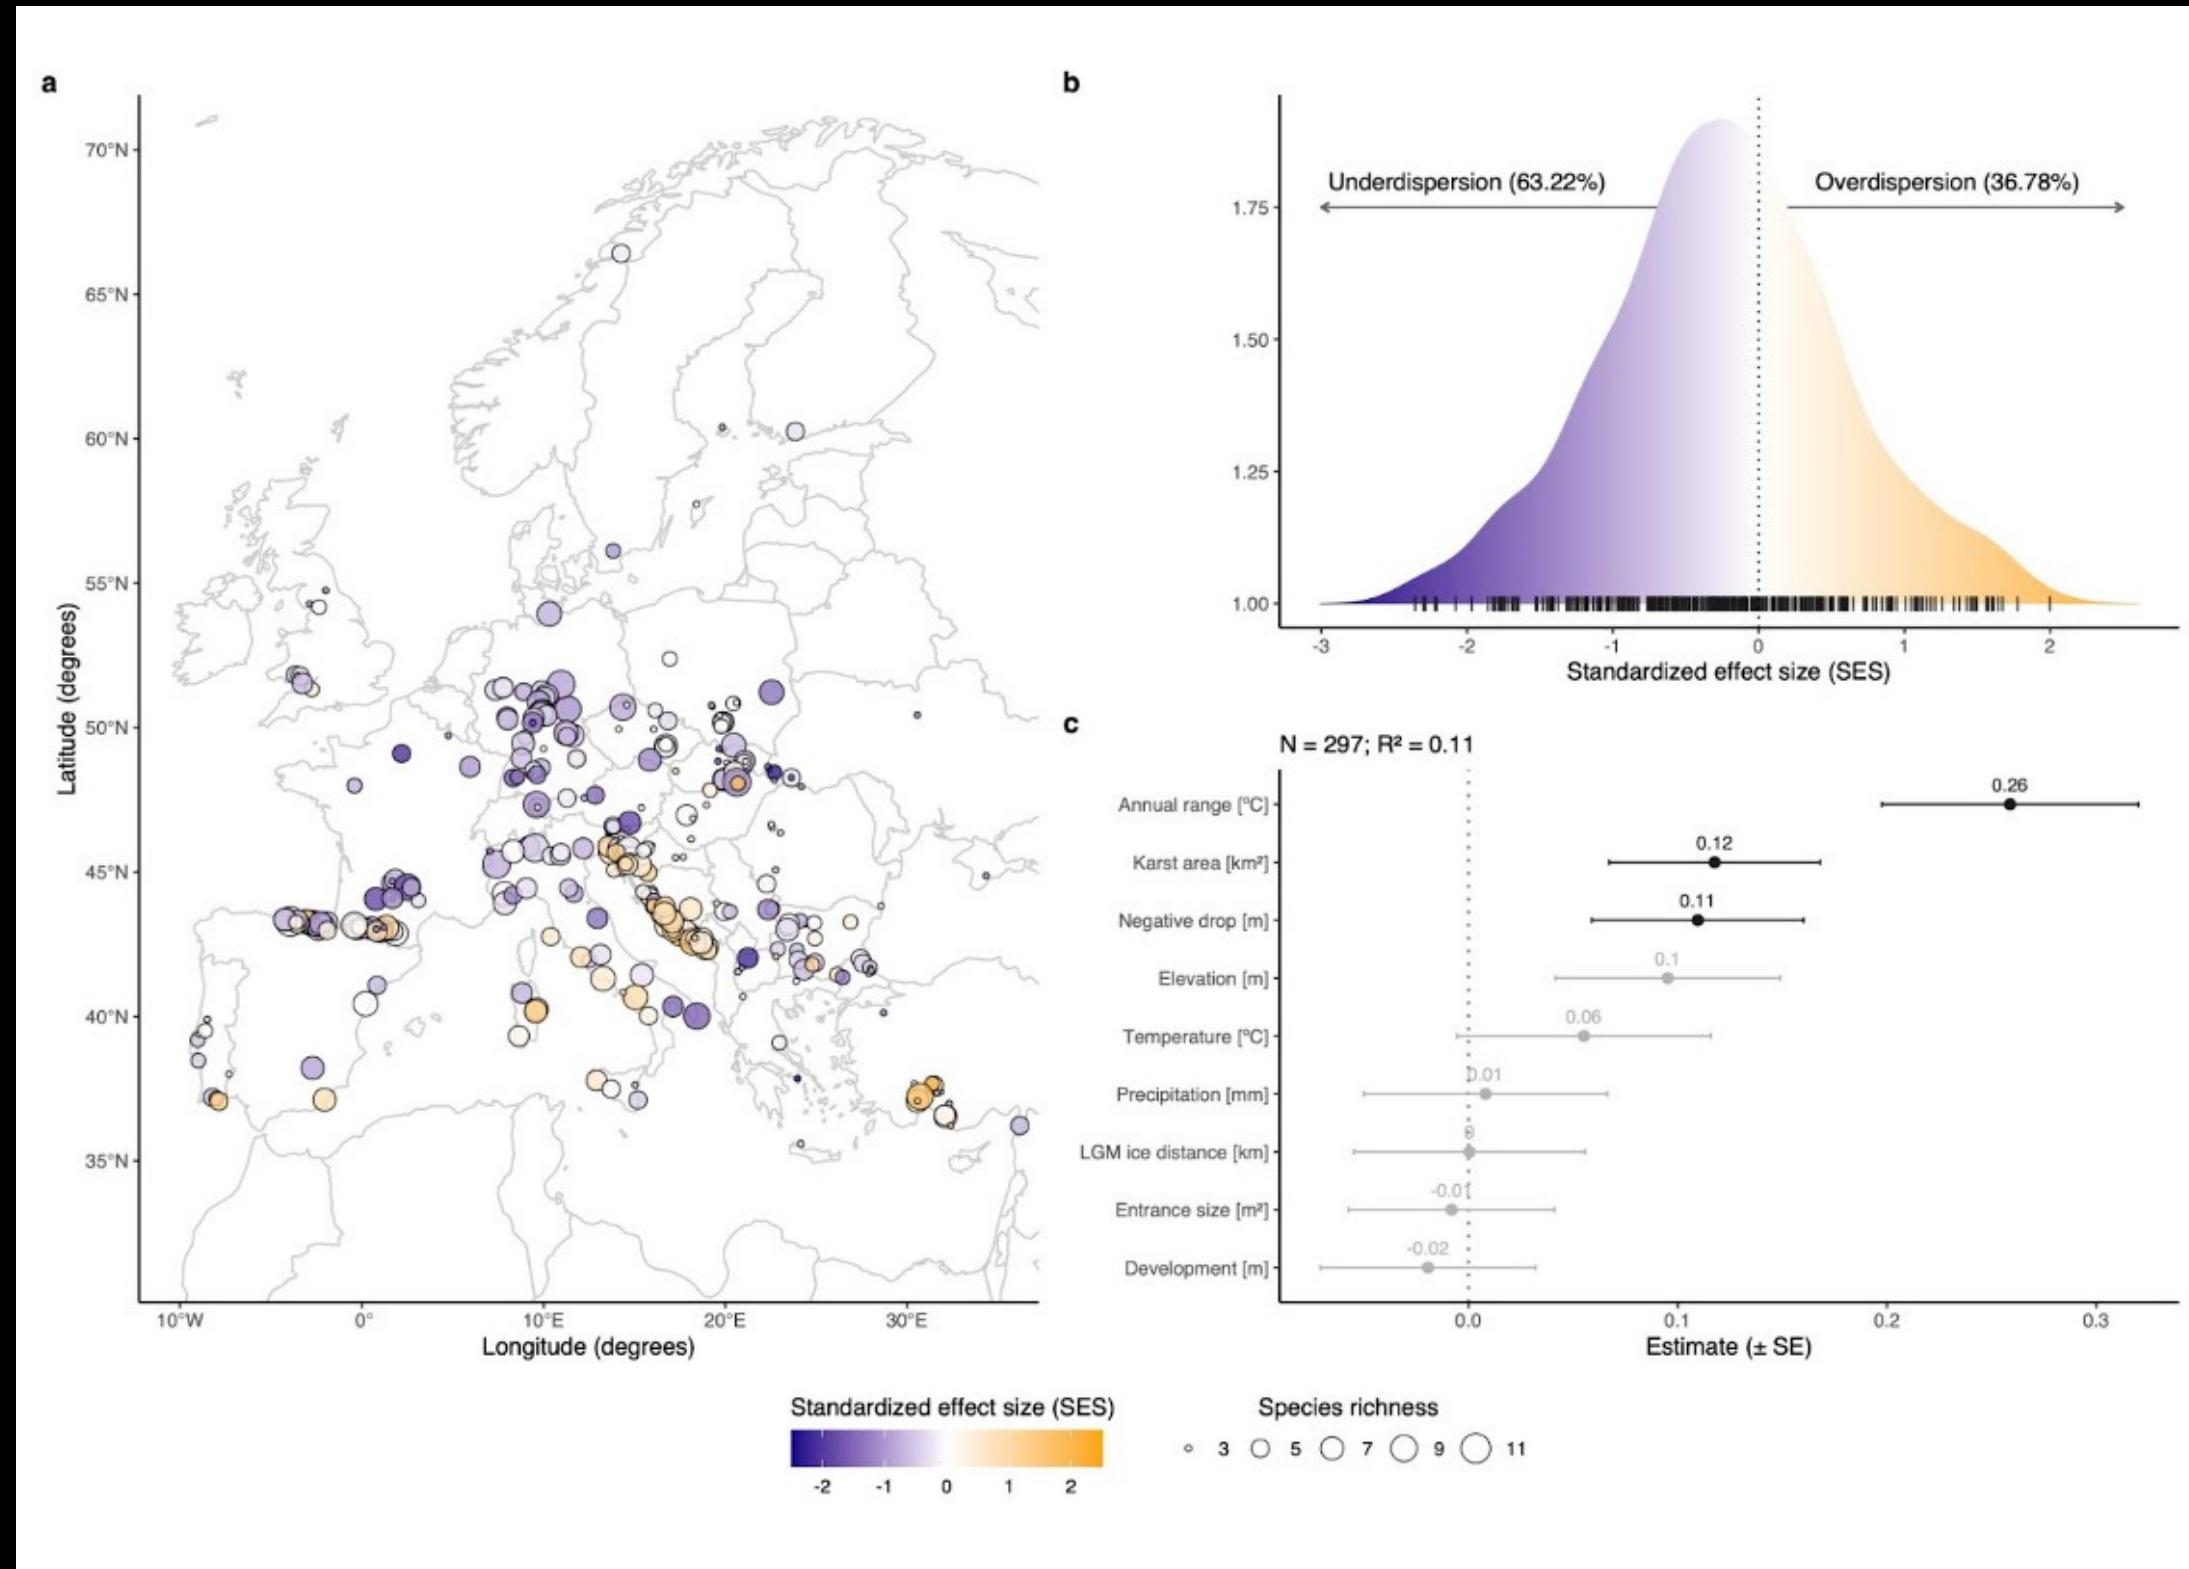 a
70°N
65°N
60°N
55°N
50°N
45°N
40°N
35°N
Latitude (degrees)
10°W
0°
10°E
20°E
30°E
Longitude (degrees)
b
Underdispersion (63.22%)
Overdispersion (36.78%)
1.75
1.50
1.25
1.00
-3
-2
-1
0
1
2
Standardized effect size (SES)
c
N = 297; R² = 0.11
Annual range [ºC]
0.26
Karst area [km²]
0.12
Negative drop [m]
0.11
Elevation [m]
0.1
Temperature [ºC]
0.06
Precipitation [mm]
0.01
LGM ice distance [km]
0
Entrance size [m²]
-0.01
Development [m]
-0.02
0.0
0.1
0.2
0.3
Estimate (± SE)
Standardized effect size (SES)
-2
-1
0
1
2
Species richness
3
5
7
9
11